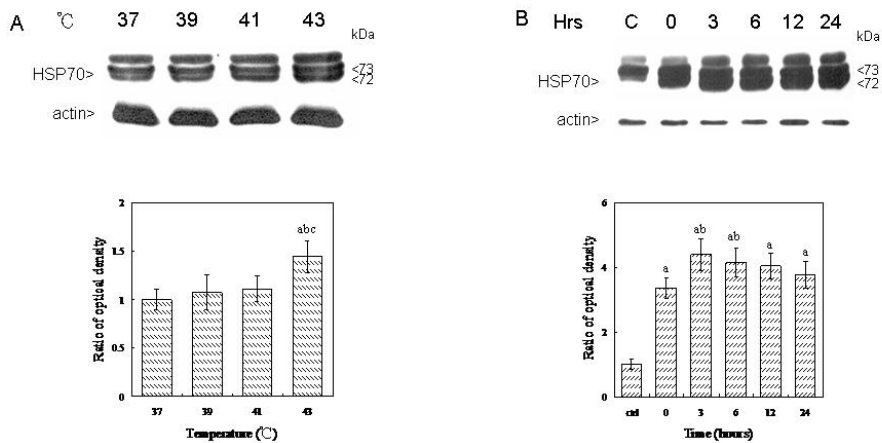 A
℃ 37 39 41 43
kDa
HSP70>
<73
<72
actin>
2
1.5
1
0.5
0
Ratio of optical density
abc
37 39 41 43
Temperature (℃)
B
Hrs C 0 3 6 12 24
kDa
HSP70>
<73
<72
actin>
6
4
2
0
Ratio of optical density
a ab ab a a
ctrl 0 3 6 12 24
Time (hours)